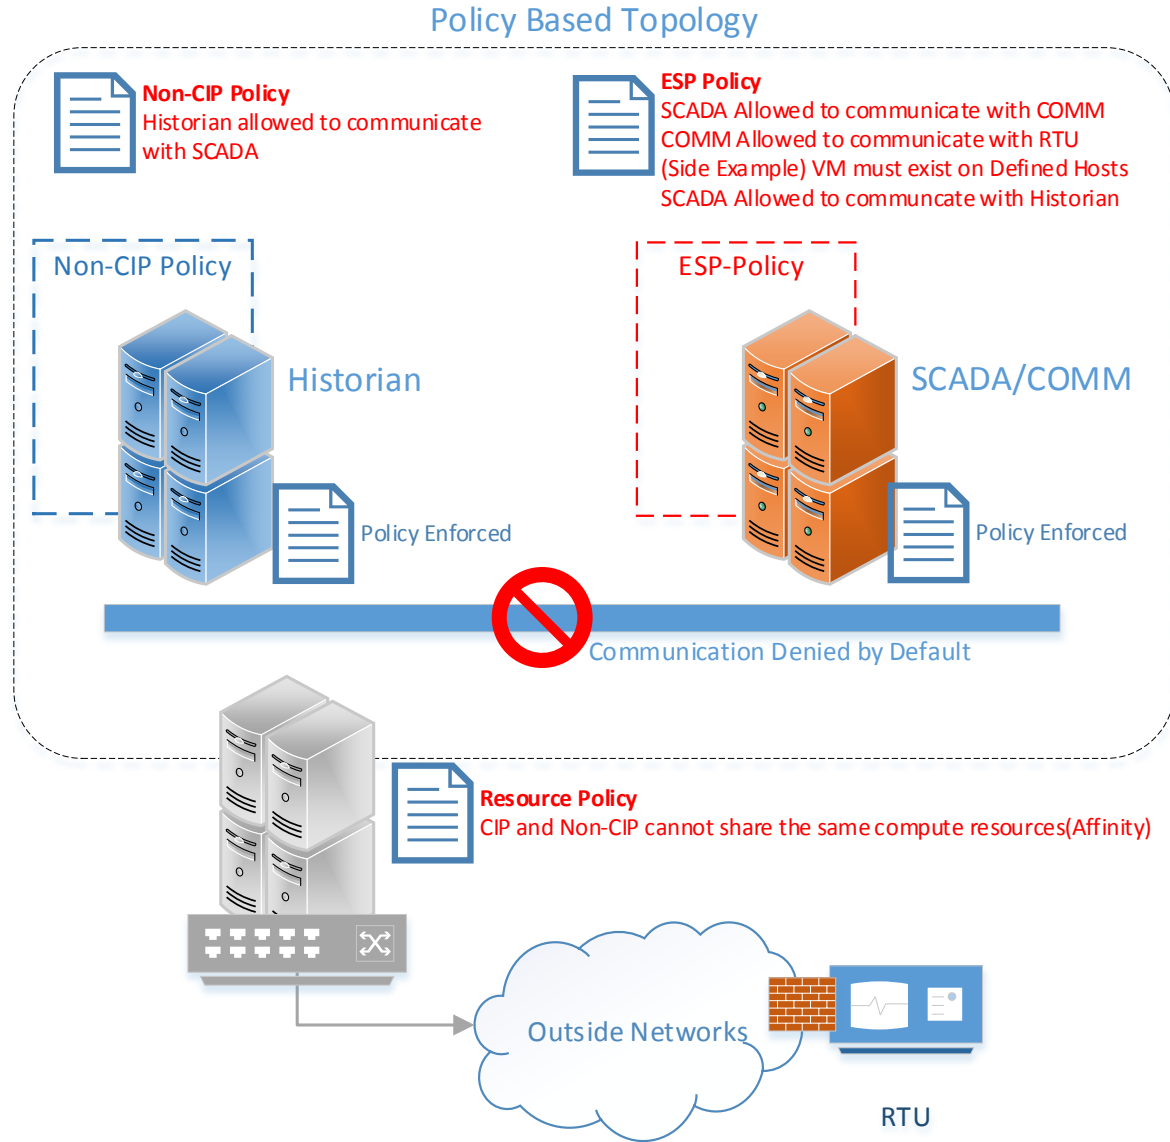 Policy Based Topology
Non-CIP Policy
Historian allowed to communicate
with SCADA
ESP Policy
SCADA Allowed to communicate with COMM
COMM Allowed to communicate with RTU
(Side Example) VM must exist on Defined Hosts
SCADA Allowed to communcate with Historian
Non-CIP Policy
Historian
Policy Enforced
ESP-Policy
SCADA/COMM
Policy Enforced
Communication Denied by Default
Resource Policy
CIP and Non-CIP cannot share the same compute resources(Affinity)
Outside Networks
RTU